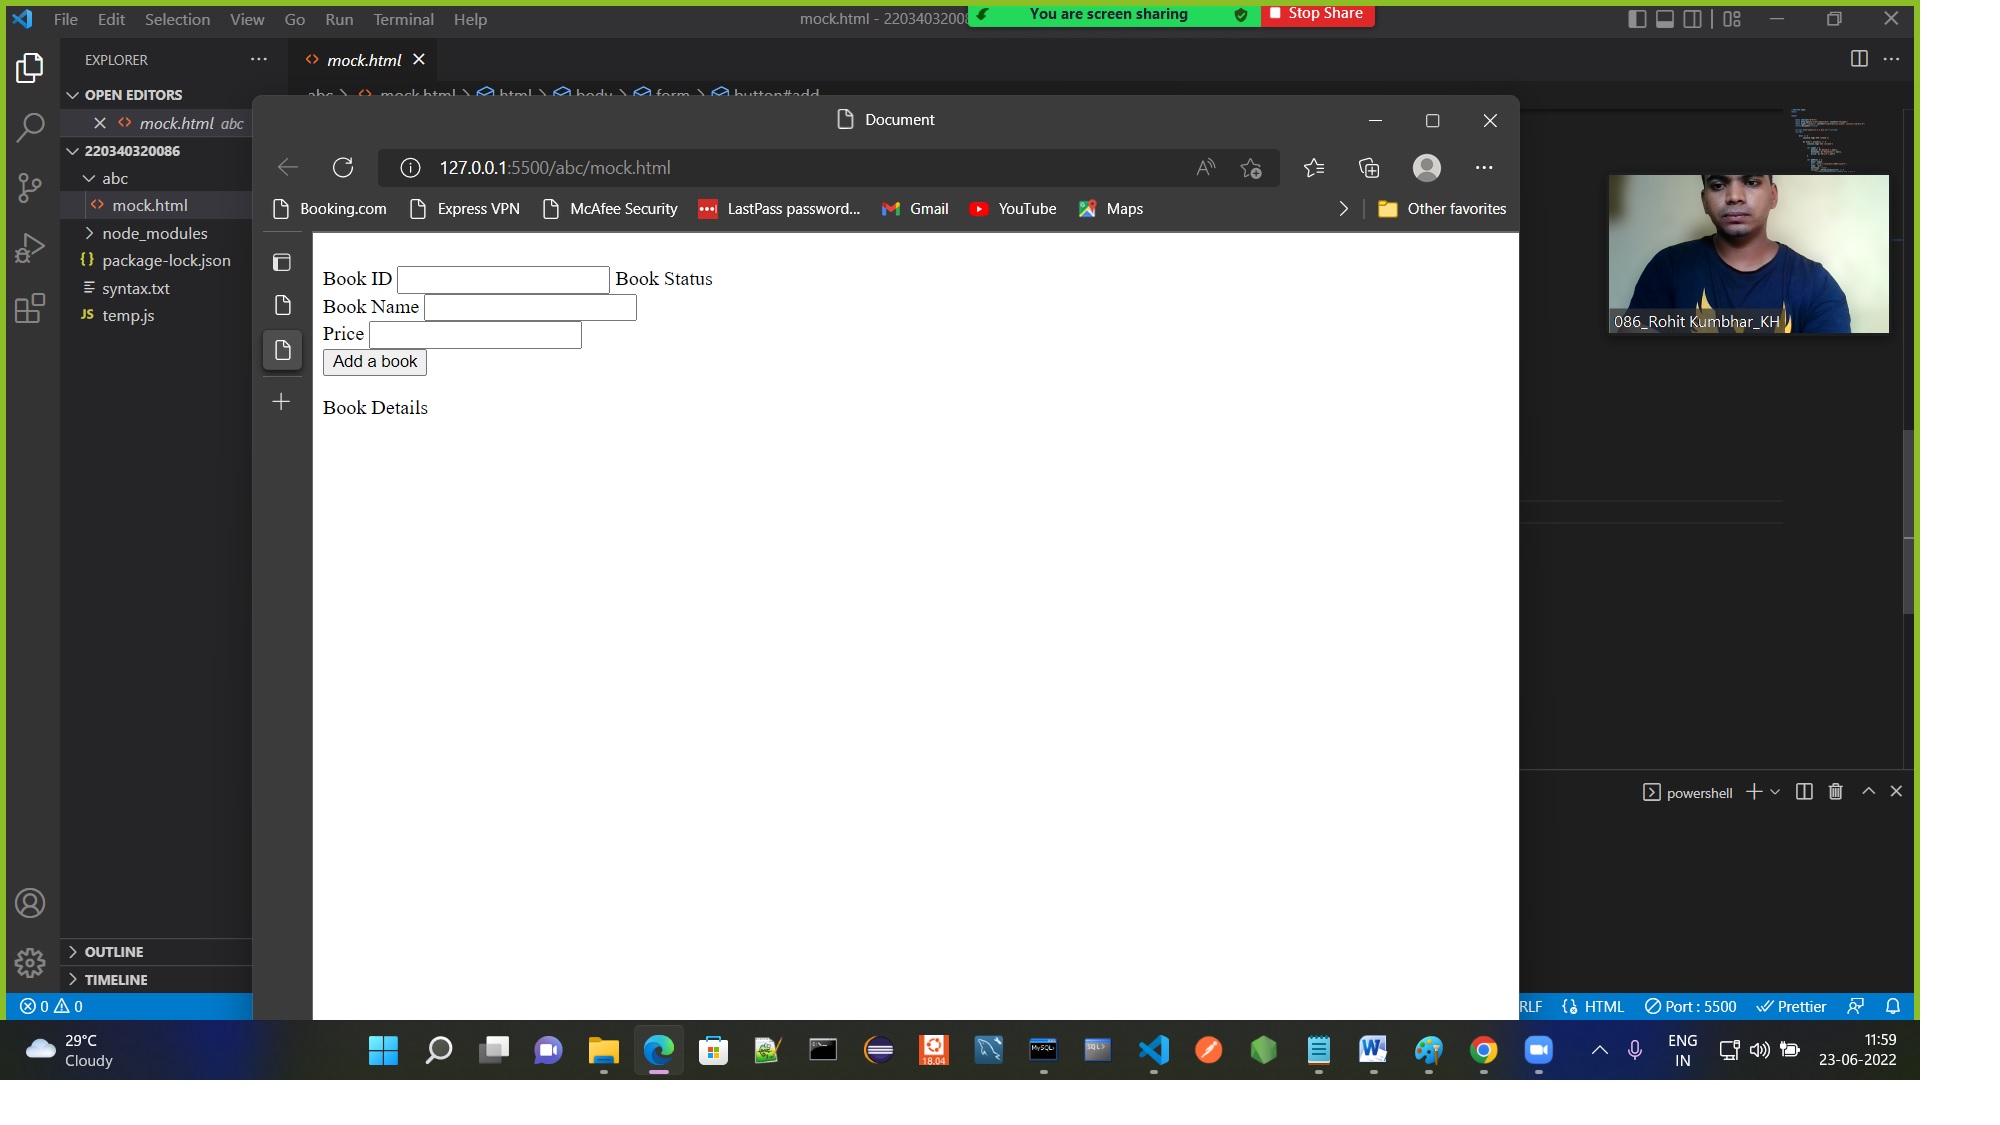 File Edit Selection View Go Run Terminal Help
mock.html - 22034032008
You are screen sharing
Stop Share
EXPLORER
mock.html
OPEN EDITORS
abc mock.html html body form button#add
mock.html abc
Document
220340320086
abc
127.0.0.1:5500/abc/mock.html
mock.html
Booking.com Express VPN McAfee Security LastPass password... Gmail YouTube Maps Other favorites
node_modules
package-lock.json
syntax.txt
JS temp.js
Book ID Book Status
Book Name
Price
Add a book
Book Details
086_Rohit Kumbhar_KH
powershell
OUTLINE
TIMELINE
0 0
RLF HTML Port : 5500 Prettier
29°C
Cloudy
18.04
MySQL>
SQL>
ENG
IN
11:59
23-06-2022